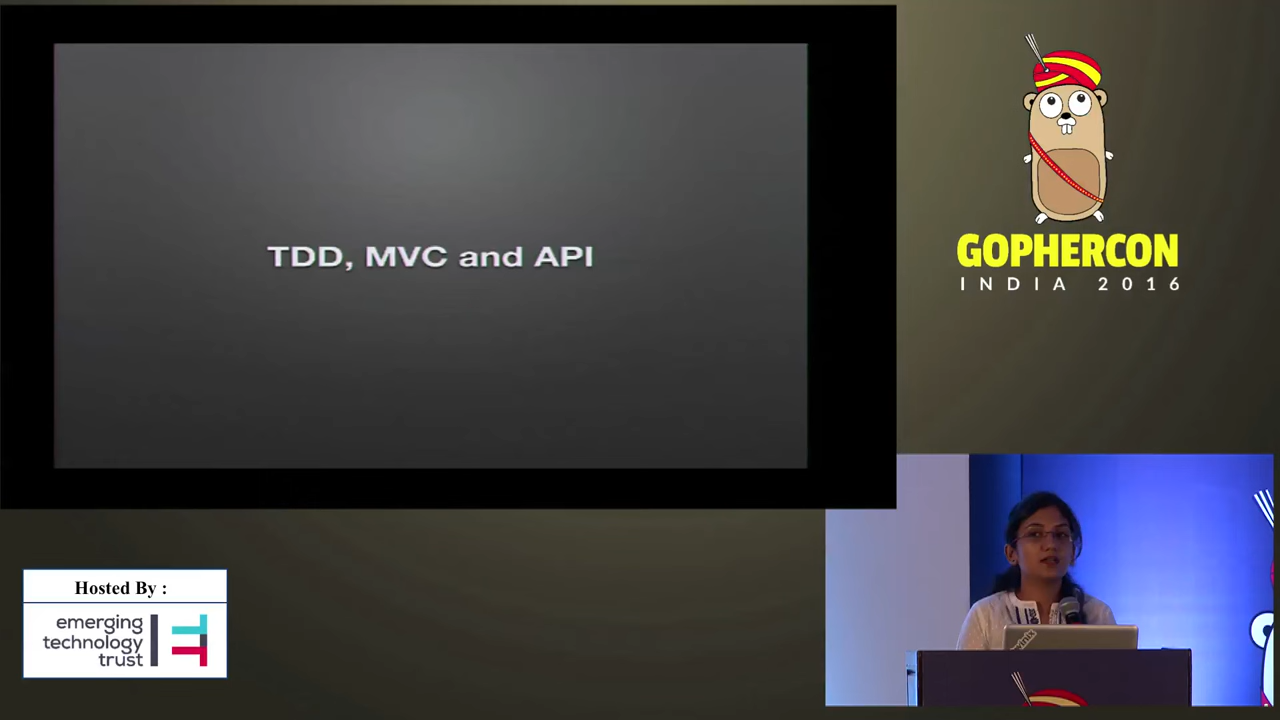 TDD, MVC and API
GOPHERCON
INDIA 2016
Hosted By :
emerging
technology
trust